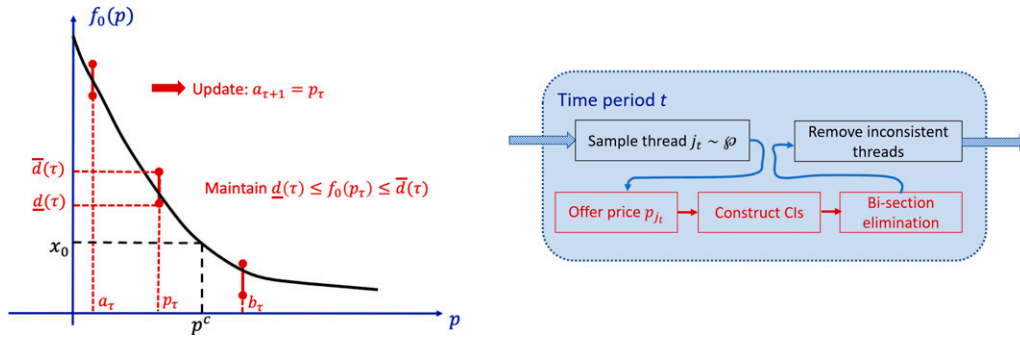 f₀(p)
Update: a_{τ+1} = p_τ
d̅(τ)
d̲(τ)
Maintain d̲(τ) ≤ f₀(p_τ) ≤ d̅(τ)
x₀
a_τ
p_τ
b_τ
p^c
p
Time period t
Sample thread j_t ~ ℘
Remove inconsistent
threads
Offer price p_{j_t}
Construct CIs
Bi-section
elimination